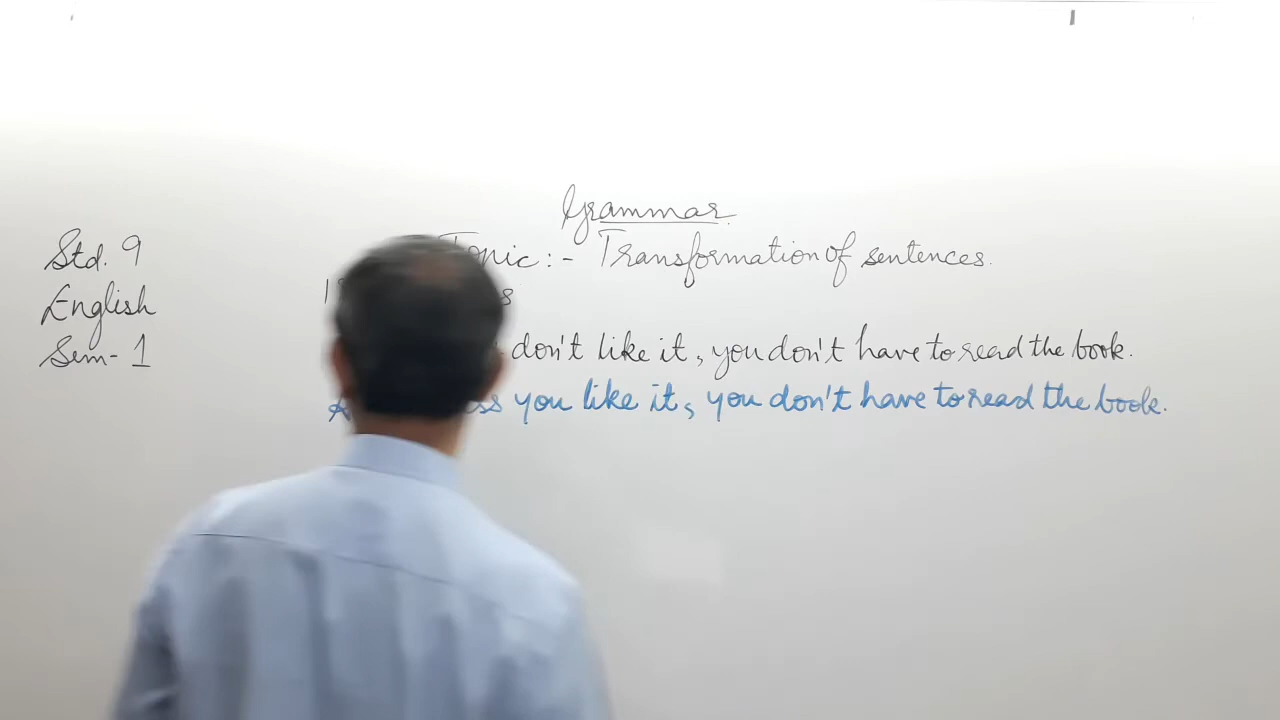 Grammar
Std. 9
Topic:- Transformation of sentences.
English
don't like it, you don't have to read the book.
Sem- 1
you like it, you don't have to read the book.